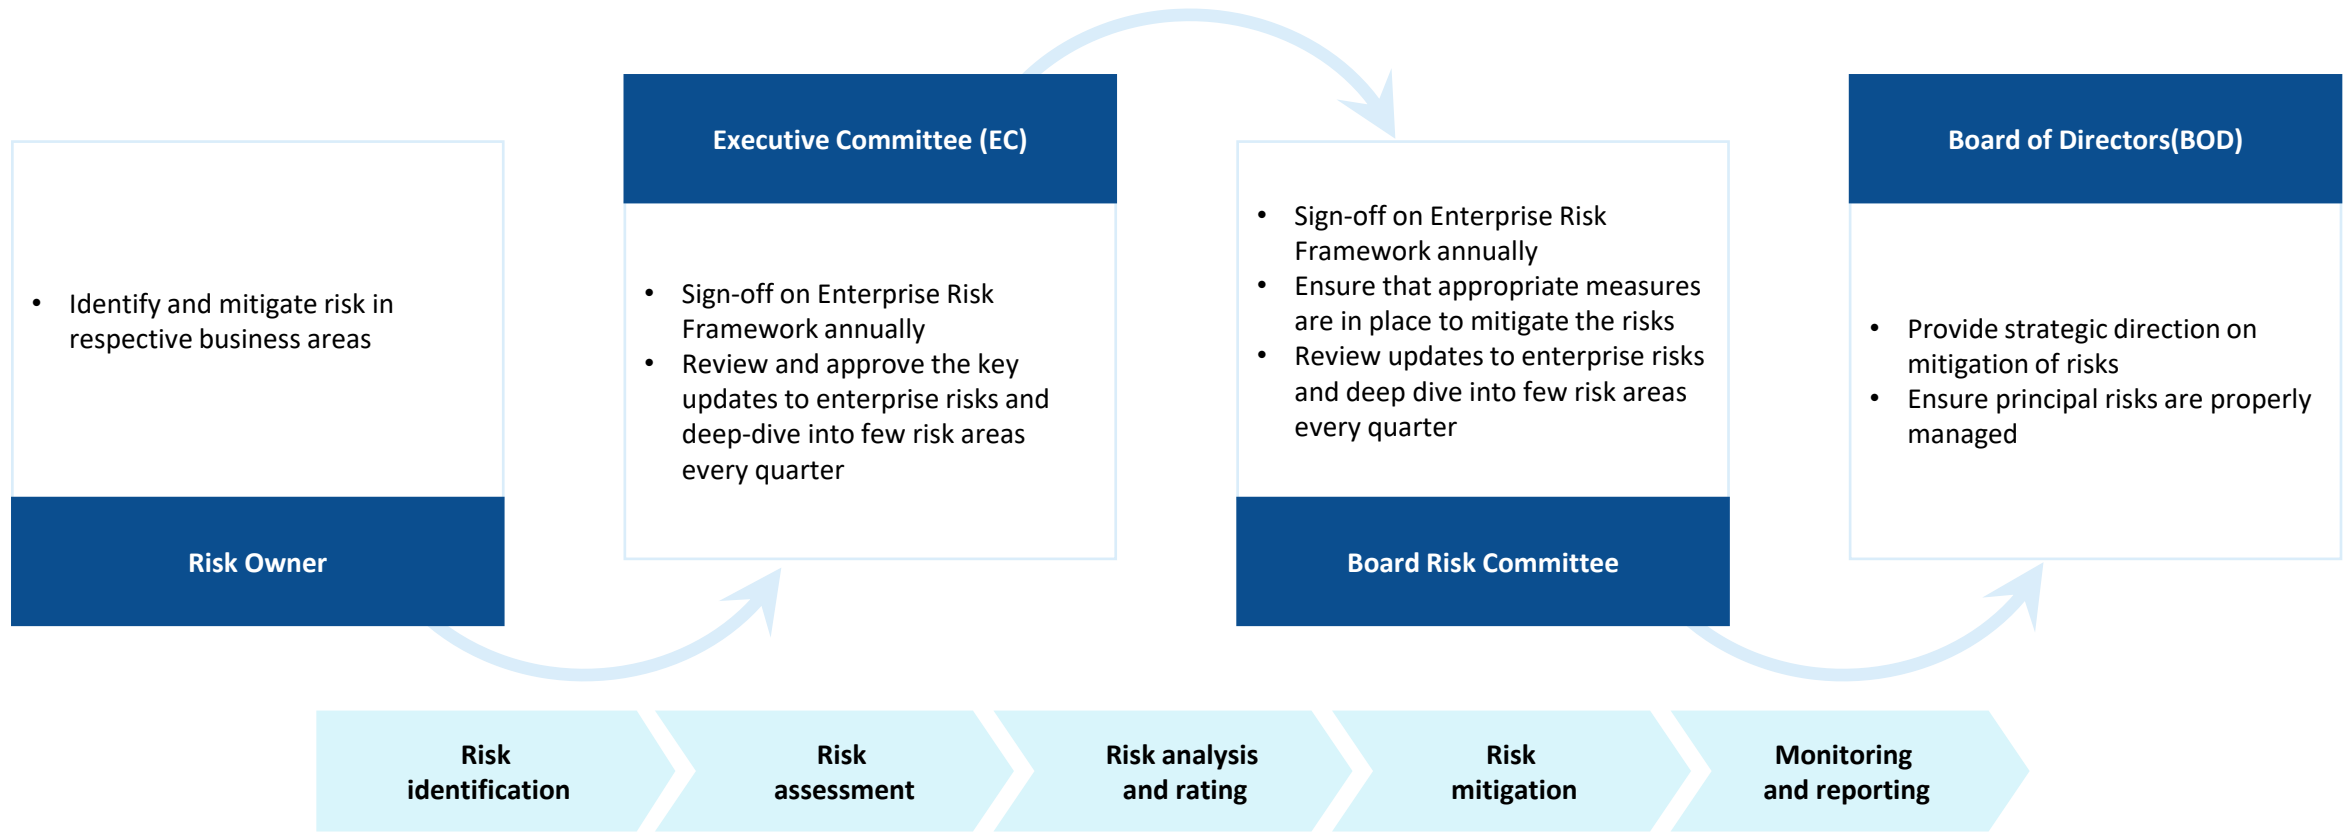 • Identify and mitigate risk in
respective business areas
Risk Owner
Executive Committee (EC)
• Sign-off on Enterprise Risk
Framework annually
• Review and approve the key
updates to enterprise risks and
deep-dive into few risk areas
every quarter
• Sign-off on Enterprise Risk
Framework annually
• Ensure that appropriate measures
are in place to mitigate the risks
• Review updates to enterprise risks
and deep dive into few risk areas
every quarter
Board Risk Committee
Board of Directors(BOD)
• Provide strategic direction on
mitigation of risks
• Ensure principal risks are properly
managed
Risk
identification
Risk
assessment
Risk analysis
and rating
Risk
mitigation
Monitoring
and reporting